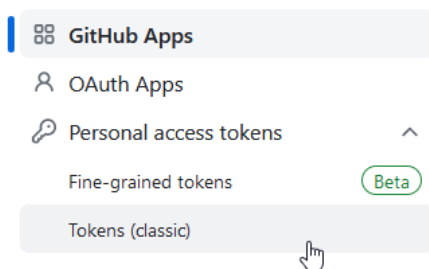 GitHub Apps
OAuth Apps
Personal access tokens
Fine-grained tokens Beta
Tokens (classic)